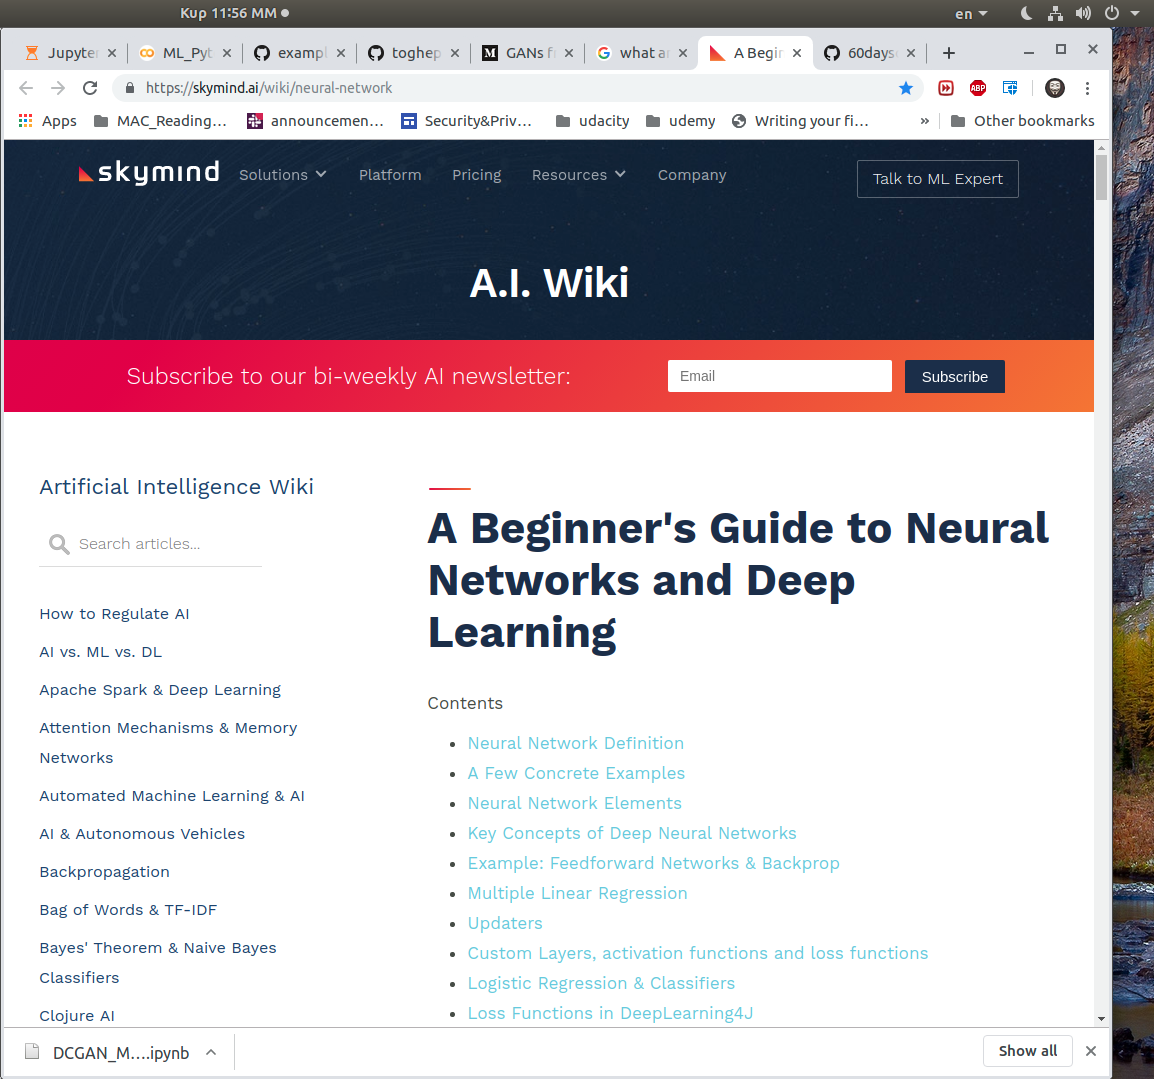 Κυρ 11:56 ΜΜ
en
Jupyter
ML_Pyt
exampl
toghep
GANs f
what a
A Begin
60days
https://skymind.ai/wiki/neural-network
ABP
Apps
MAC_Reading...
announcemen...
Security&Priv...
udacity
udemy
Writing your fi...
»
Other bookmarks
skymind
Solutions
Platform
Pricing
Resources
Company
Talk to ML Expert
A.I. Wiki
Subscribe to our bi-weekly AI newsletter:
Email
Subscribe
Artificial Intelligence Wiki
Search articles...
How to Regulate AI
AI vs. ML vs. DL
Apache Spark & Deep Learning
Attention Mechanisms & Memory
Networks
Automated Machine Learning & AI
AI & Autonomous Vehicles
Backpropagation
Bag of Words & TF-IDF
Bayes' Theorem & Naive Bayes
Classifiers
Clojure AI
A Beginner's Guide to Neural
Networks and Deep
Learning
Contents
Neural Network Definition
A Few Concrete Examples
Neural Network Elements
Key Concepts of Deep Neural Networks
Example: Feedforward Networks & Backprop
Multiple Linear Regression
Updaters
Custom Layers, activation functions and loss functions
Logistic Regression & Classifiers
Loss Functions in DeepLearning4J
DCGAN_M....ipynb
Show all